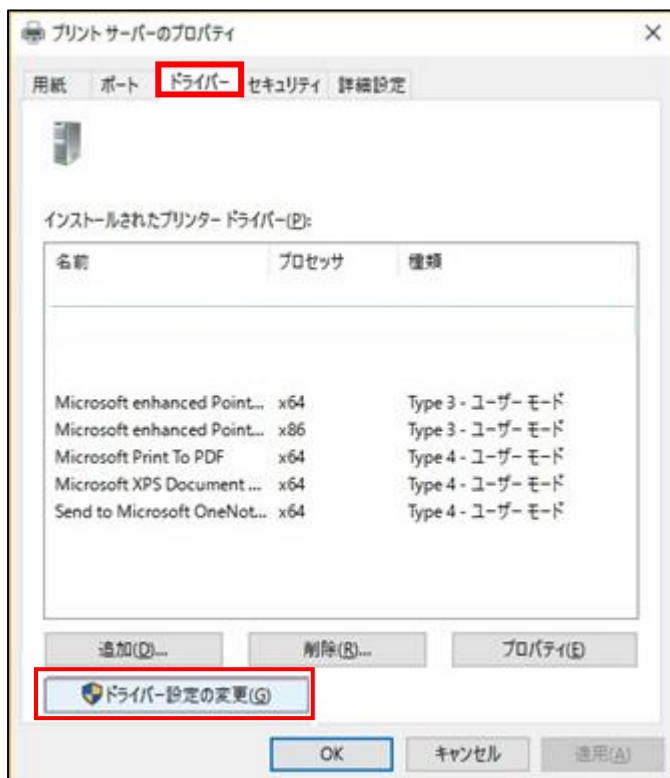 プリント サーバーのプロパティ
用紙 ポート ドライバー セキュリティ 詳細設定
インストールされたプリンター ドライバー(P):
名前 プロセッサ 種類
Microsoft enhanced Point... x64 Type 3 - ユーザー モード
Microsoft enhanced Point... x86 Type 3 - ユーザー モード
Microsoft Print To PDF x64 Type 4 - ユーザー モード
Microsoft XPS Document ... x64 Type 4 - ユーザー モード
Send to Microsoft OneNot... x64 Type 4 - ユーザー モード
追加(D)... 削除(R)... プロパティ(E)
ドライバー設定の変更(G)
OK キャンセル 適用(A)